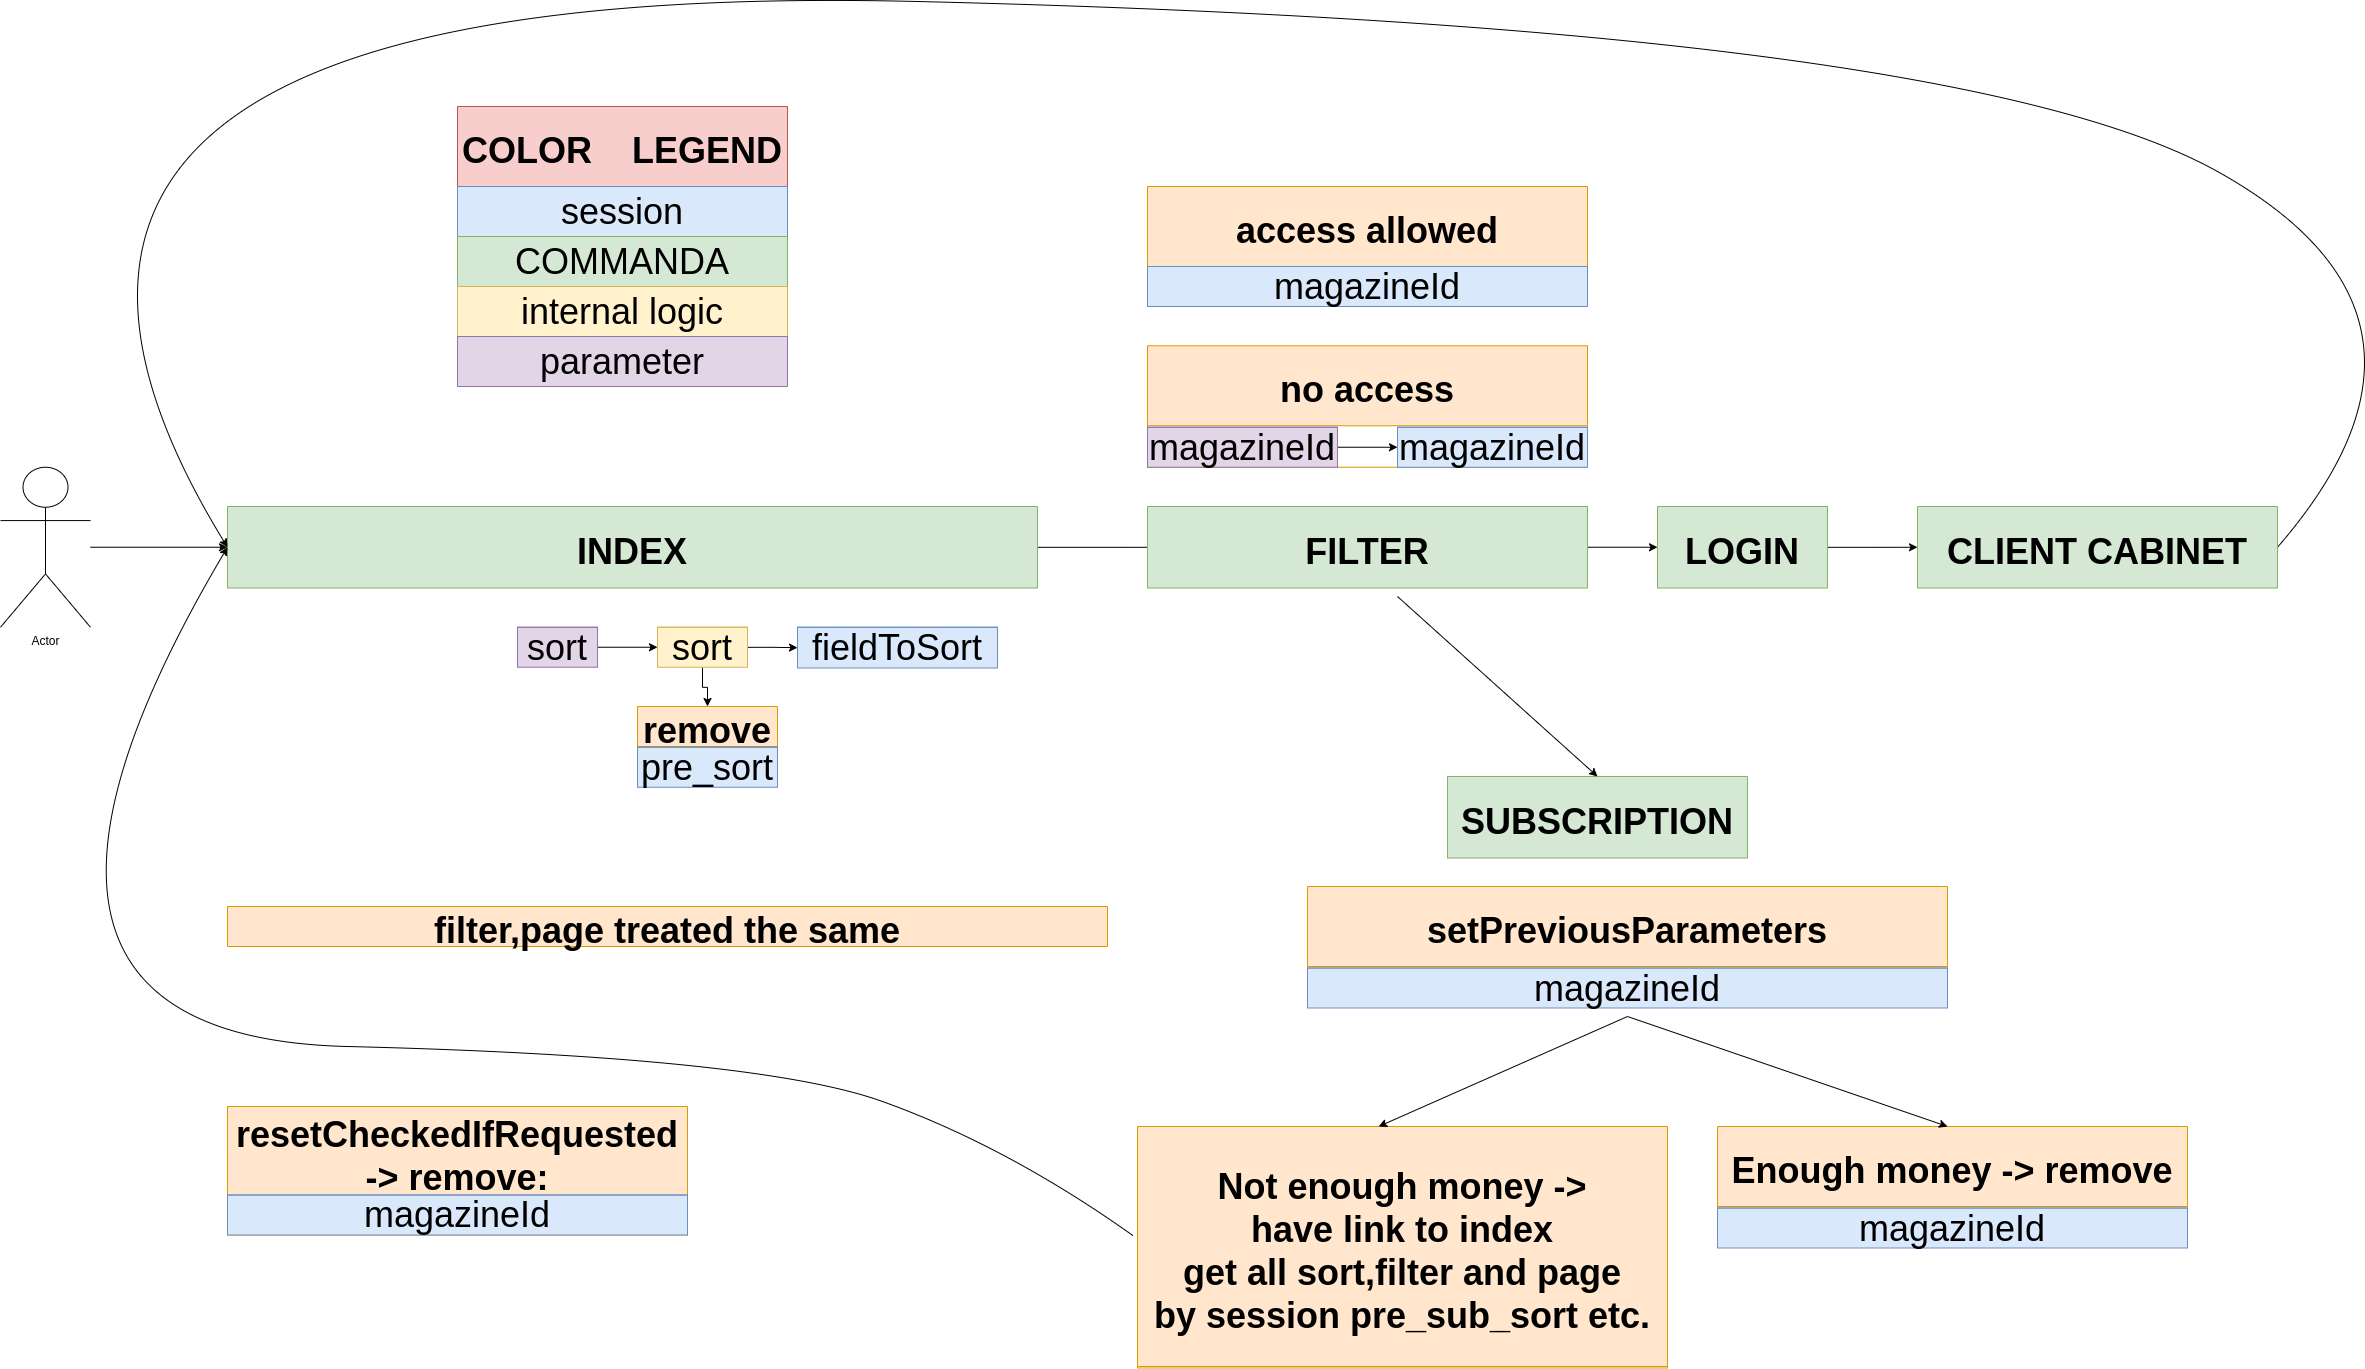 COLOR LEGEND
session
COMMANDA
internal logic
parameter
access allowed
magazineId
no access
magazineId
magazineId
Actor
INDEX
FILTER
LOGIN
CLIENT CABINET
sort
sort
fieldToSort
remove
pre_sort
SUBSCRIPTION
filter,page treated the same
setPreviousParameters
magazineId
resetCheckedIfRequested
-> remove:
magazineId
Not enough money ->
have link to index
get all sort,filter and page
by session pre_sub_sort etc.
Enough money -> remove
magazineId